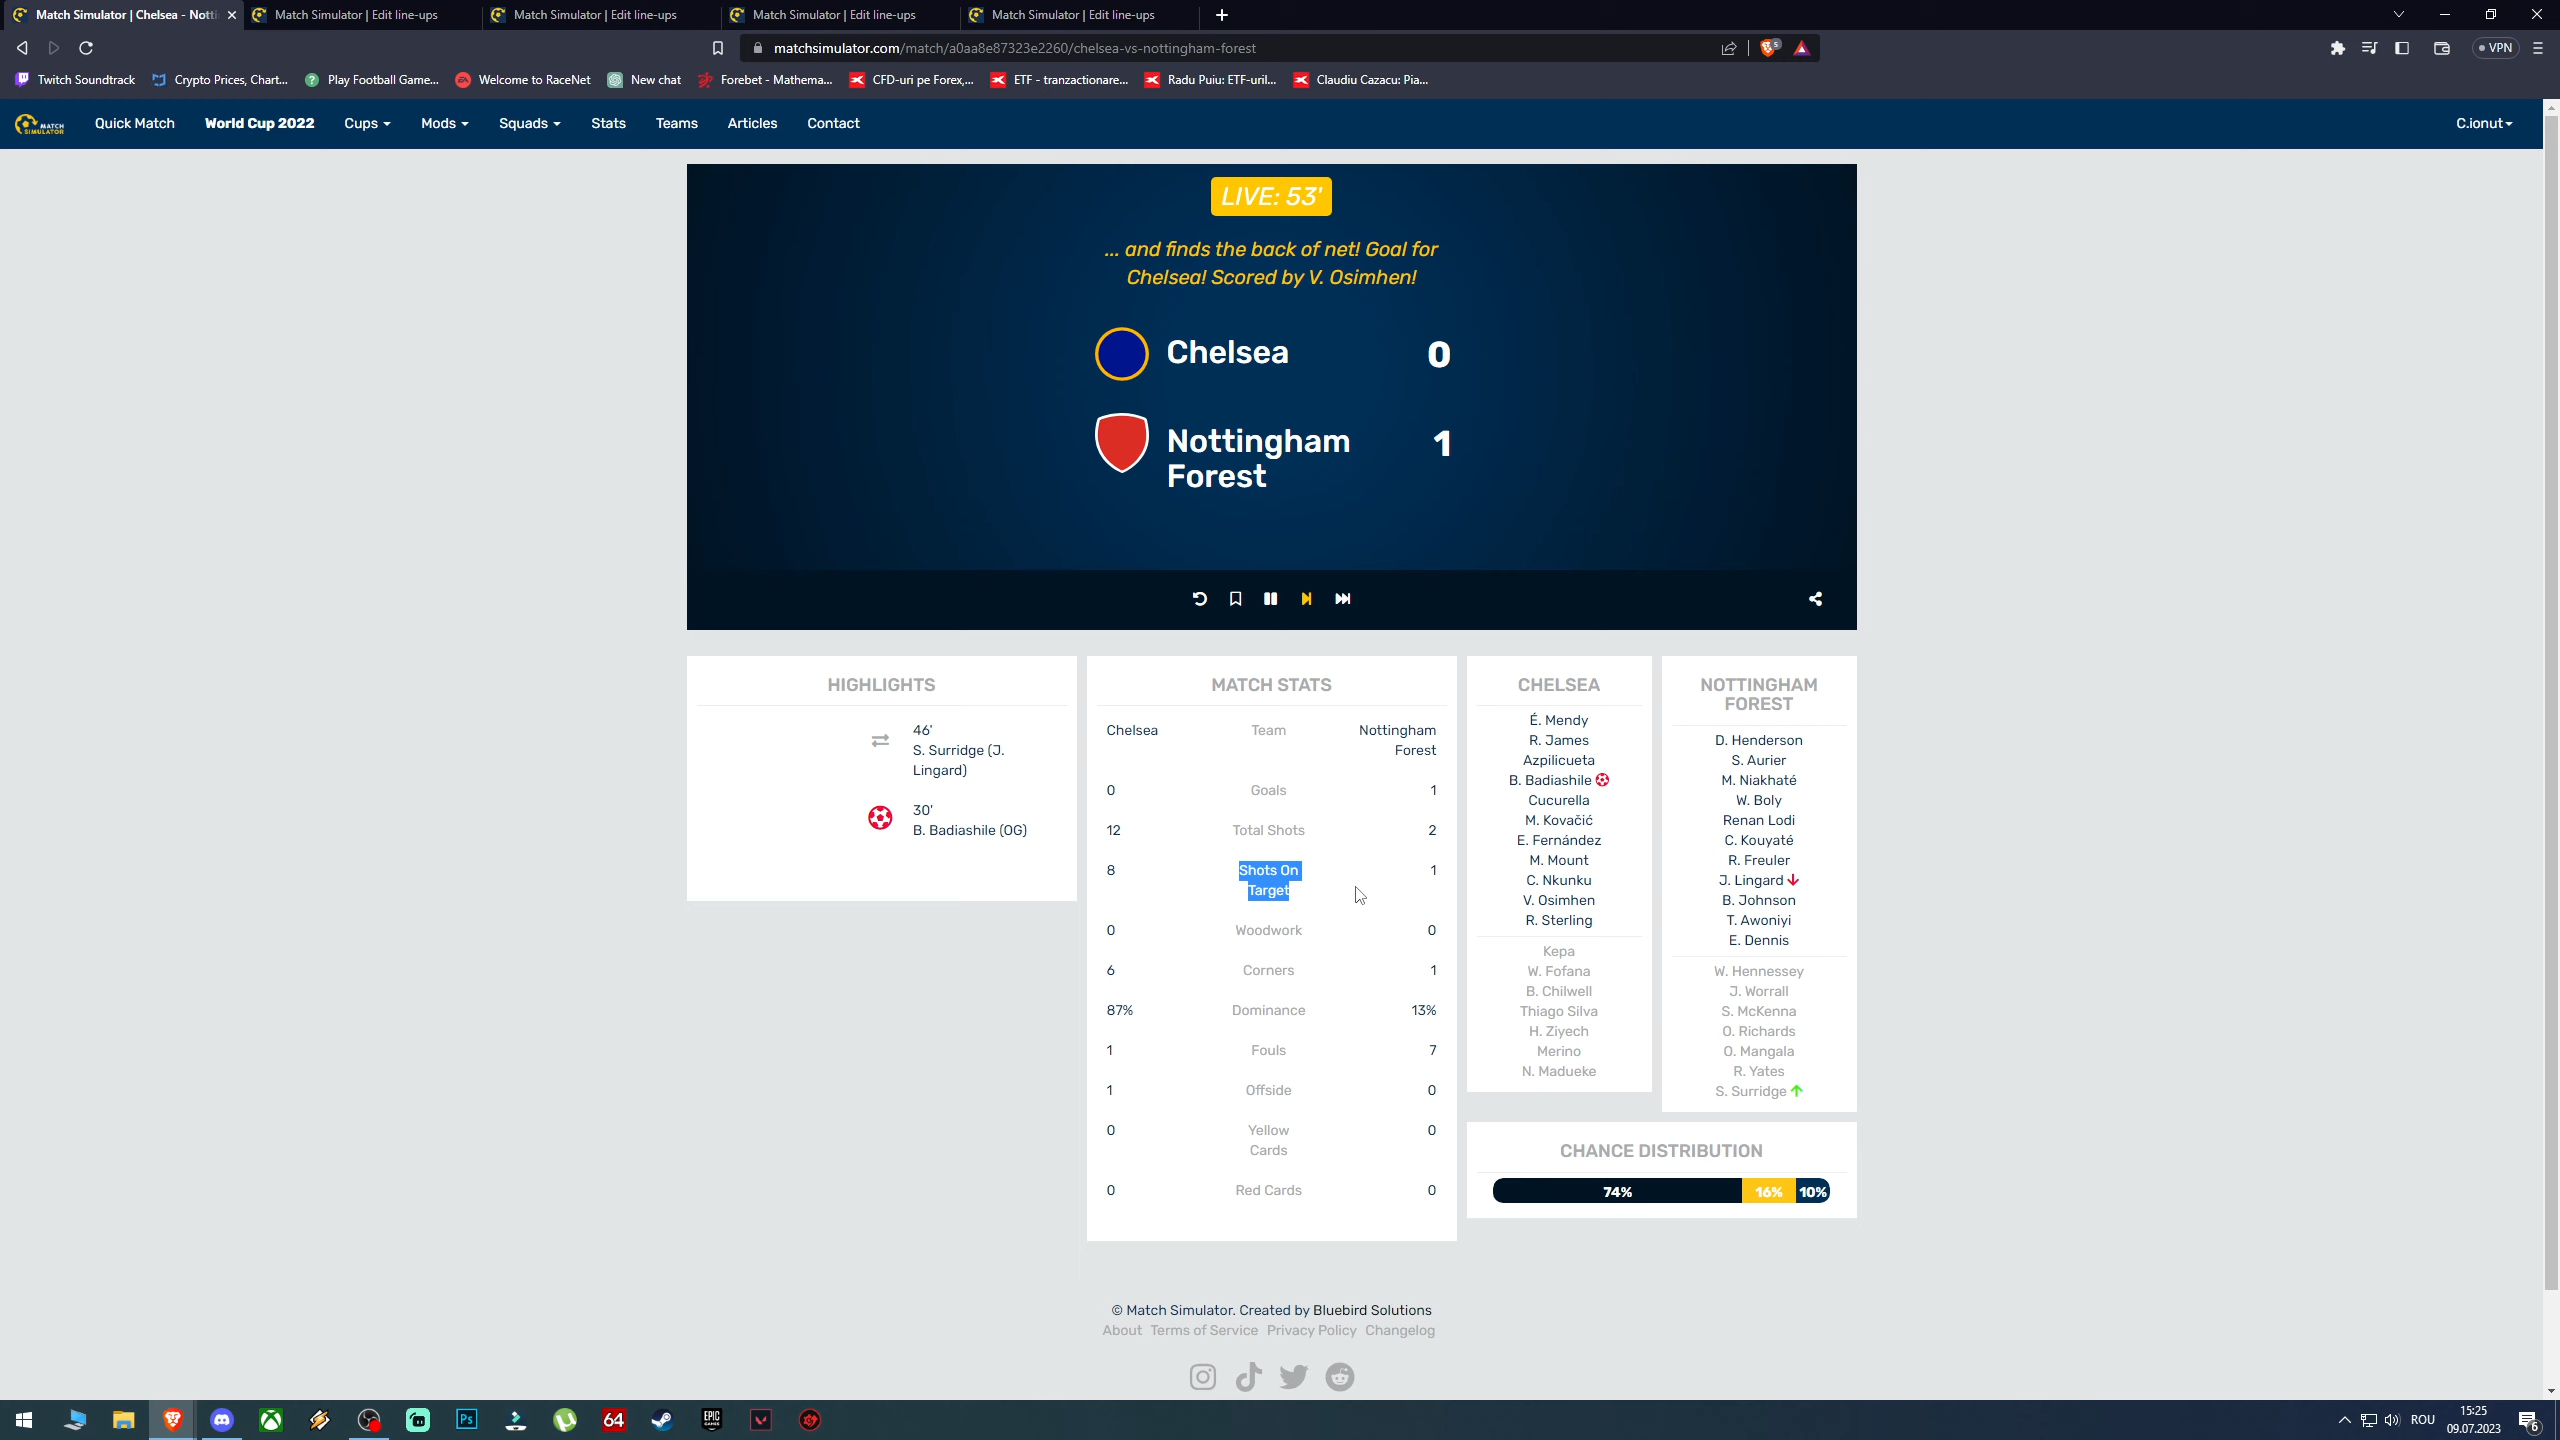 Match Simulator | Chelsea - Notti
Match Simulator | Edit line-ups
Match Simulator | Edit line-ups
Match Simulator | Edit line-ups
Match Simulator | Edit line-ups
matchsimulator.com/match/a0aa8e87323e2260/chelsea-vs-nottingham-forest
5
VPN
Twitch Soundtrack
Crypto Prices, Chart...
Play Football Game...
Welcome to RaceNet
New chat
Forebet - Mathema...
CFD-uri pe Forex,...
ETF - tranzactionare...
Radu Puiu: ETF-uril...
Claudiu Cazacu: Pia...
MATCH
SIMULATOR
Quick Match
World Cup 2022
Cups
Mods
Squads
Stats
Teams
Articles
Contact
C.ionut
LIVE: 53'
... and finds the back of net! Goal for
Chelsea! Scored by V. Osimhen!
Chelsea 0
Nottingham 1
Forest
HIGHLIGHTS
46'
S. Surridge (J.
Lingard)
30'
B. Badiashile (OG)
MATCH STATS
Chelsea Team Nottingham
Forest
0 Goals 1
12 Total Shots 2
8 Shots On 1
Target
0 Woodwork 0
6 Corners 1
87% Dominance 13%
1 Fouls 7
1 Offside 0
0 Yellow 0
Cards
0 Red Cards 0
CHELSEA
É. Mendy
R. James
Azpilicueta
B. Badiashile
Cucurella
M. Kovačić
E. Fernández
M. Mount
C. Nkunku
V. Osimhen
R. Sterling
Kepa
W. Fofana
B. Chilwell
Thiago Silva
H. Ziyech
Merino
N. Madueke
NOTTINGHAM
FOREST
D. Henderson
S. Aurier
M. Niakhaté
W. Boly
Renan Lodi
C. Kouyaté
R. Freuler
J. Lingard
B. Johnson
T. Awoniyi
E. Dennis
W. Hennessey
J. Worrall
S. McKenna
O. Richards
O. Mangala
R. Yates
S. Surridge
CHANCE DISTRIBUTION
74% 16% 10%
© Match Simulator. Created by Bluebird Solutions
About Terms of Service Privacy Policy Changelog
Ps
64
EPIC
GAMES
ROU
15:25
09.07.2023
6